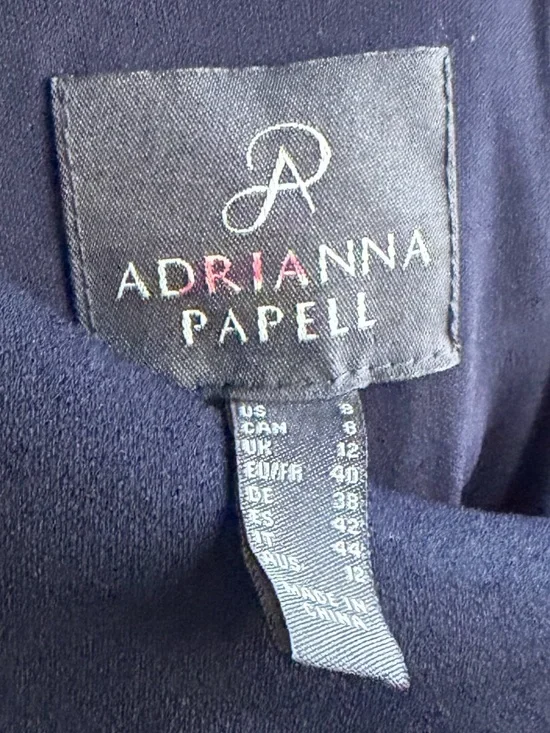 ADRIANNA
PAPELL
US 8
CAN 8
UK 12
EU/FR 40
DE 38
ES 42
IT 44
AUS 12
MADE IN
CHINA